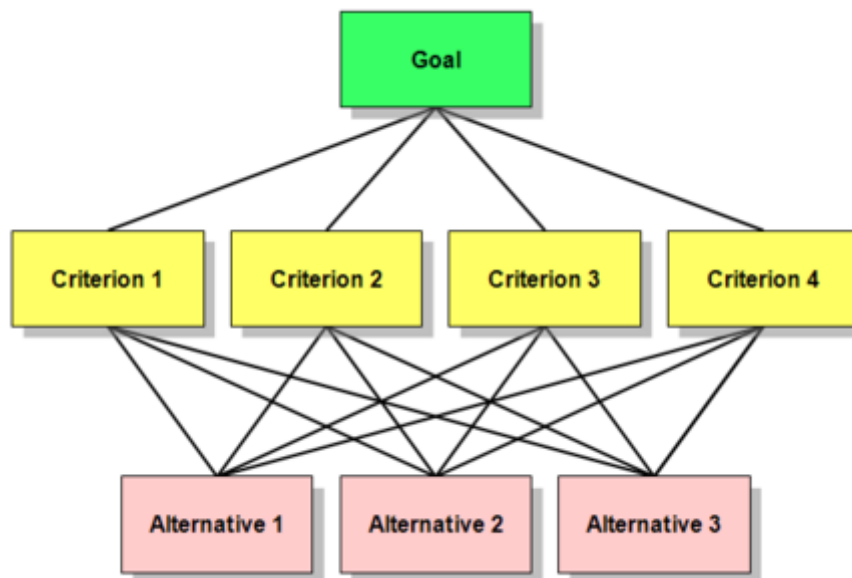 Goal
Criterion 1
Criterion 2
Criterion 3
Criterion 4
Alternative 1
Alternative 2
Alternative 3